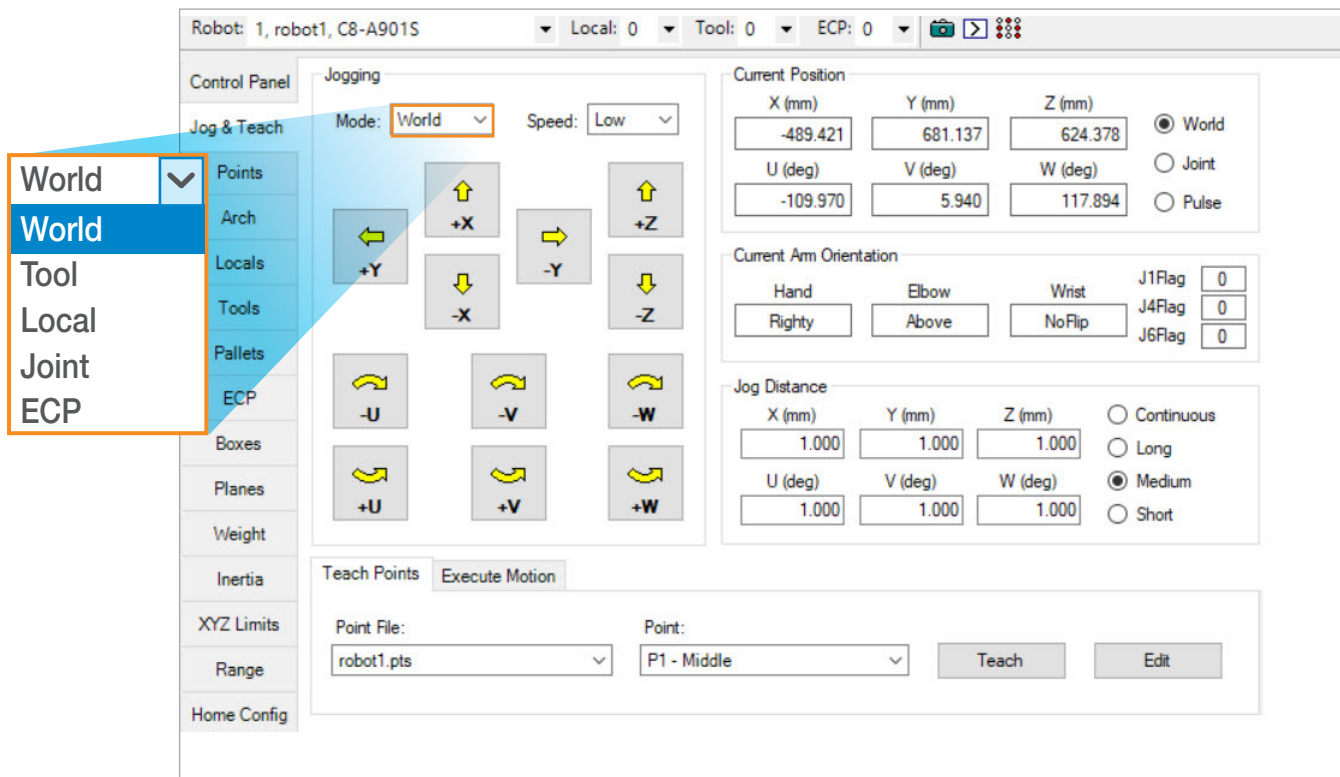 Robot: 1, robot1, C8-A901S Local: 0 Tool: 0 ECP: 0
Control Panel
Jog & Teach
Points
Arch
Locals
Tools
Pallets
ECP
Boxes
Planes
Weight
Inertia
XYZ Limits
Range
Home Config
World
World
Tool
Local
Joint
ECP
Jogging
Mode: World Speed: Low
+X +Z
+Y -Y
-X -Z
-U -V -W
+U +V +W
Current Position
X (mm) Y (mm) Z (mm)
-489.421 681.137 624.378
U (deg) V (deg) W (deg)
-109.970 5.940 117.894
World
Joint
Pulse
Current Arm Orientation
Hand Elbow Wrist
Righty Above NoFlip
J1Flag 0
J4Flag 0
J6Flag 0
Jog Distance
X (mm) Y (mm) Z (mm)
1.000 1.000 1.000
U (deg) V (deg) W (deg)
1.000 1.000 1.000
Continuous
Long
Medium
Short
Teach Points Execute Motion
Point File: Point:
robot1.pts P1 - Middle Teach Edit